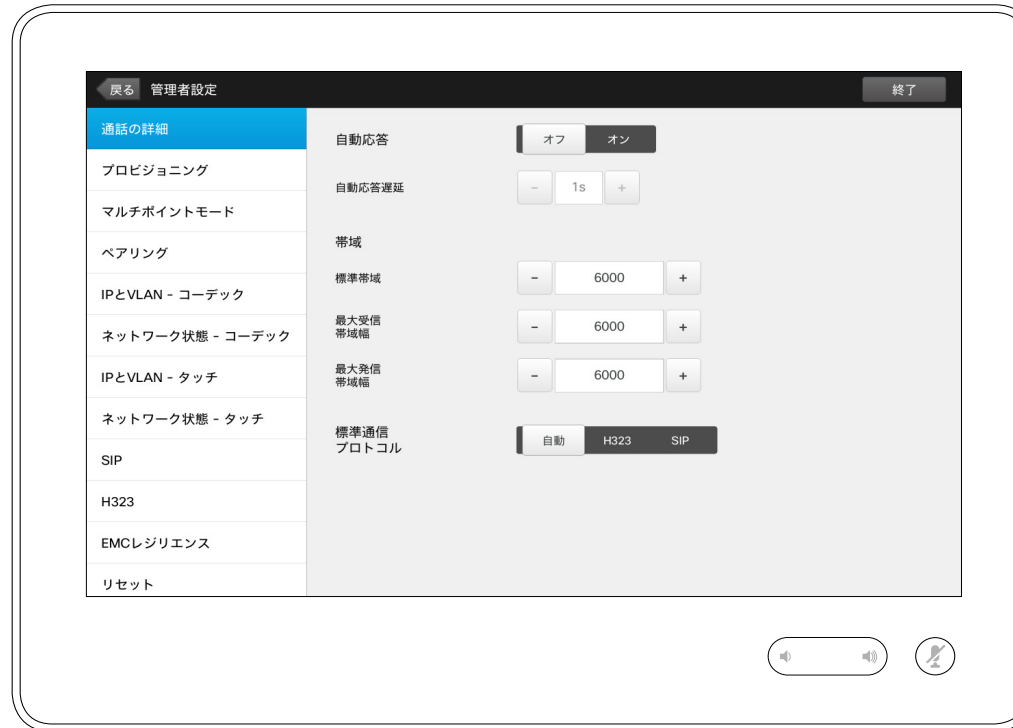 戻る 管理者設定 終了
通話の詳細
プロビジョニング
マルチポイントモード
ペアリング
IPとVLAN - コーデック
ネットワーク状態 - コーデック
IPとVLAN - タッチ
ネットワーク状態 - タッチ
SIP
H323
EMCレジリエンス
リセット
自動応答 オフ オン
自動応答遅延 - 1s +
帯域
標準帯域 - 6000 +
最大受信
帯域幅 - 6000 +
最大発信
帯域幅 - 6000 +
標準通信
プロトコル 自動 H323 SIP